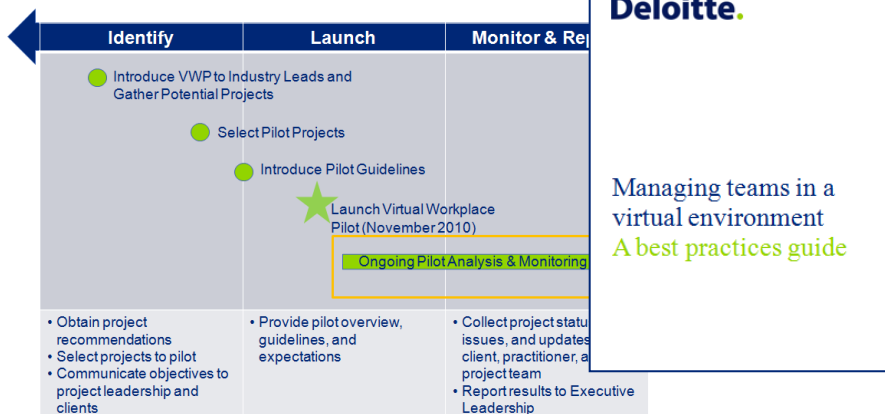 Deloitte.
Identify
Launch
Monitor & Re
Introduce VWP to Industry Leads and
Gather Potential Projects
Select Pilot Projects
Introduce Pilot Guidelines
Launch Virtual Workplace
Pilot (November 2010)
Ongoing Pilot Analysis & Monitoring
• Obtain project
recommendations
• Select projects to pilot
• Communicate objectives to
project leadership and
clients
• Provide pilot overview,
guidelines, and
expectations
• Collect project statu
issues, and updates
client, practitioner, a
project team
• Report results to Executive
Leadership
Managing teams in a
virtual environment
A best practices guide